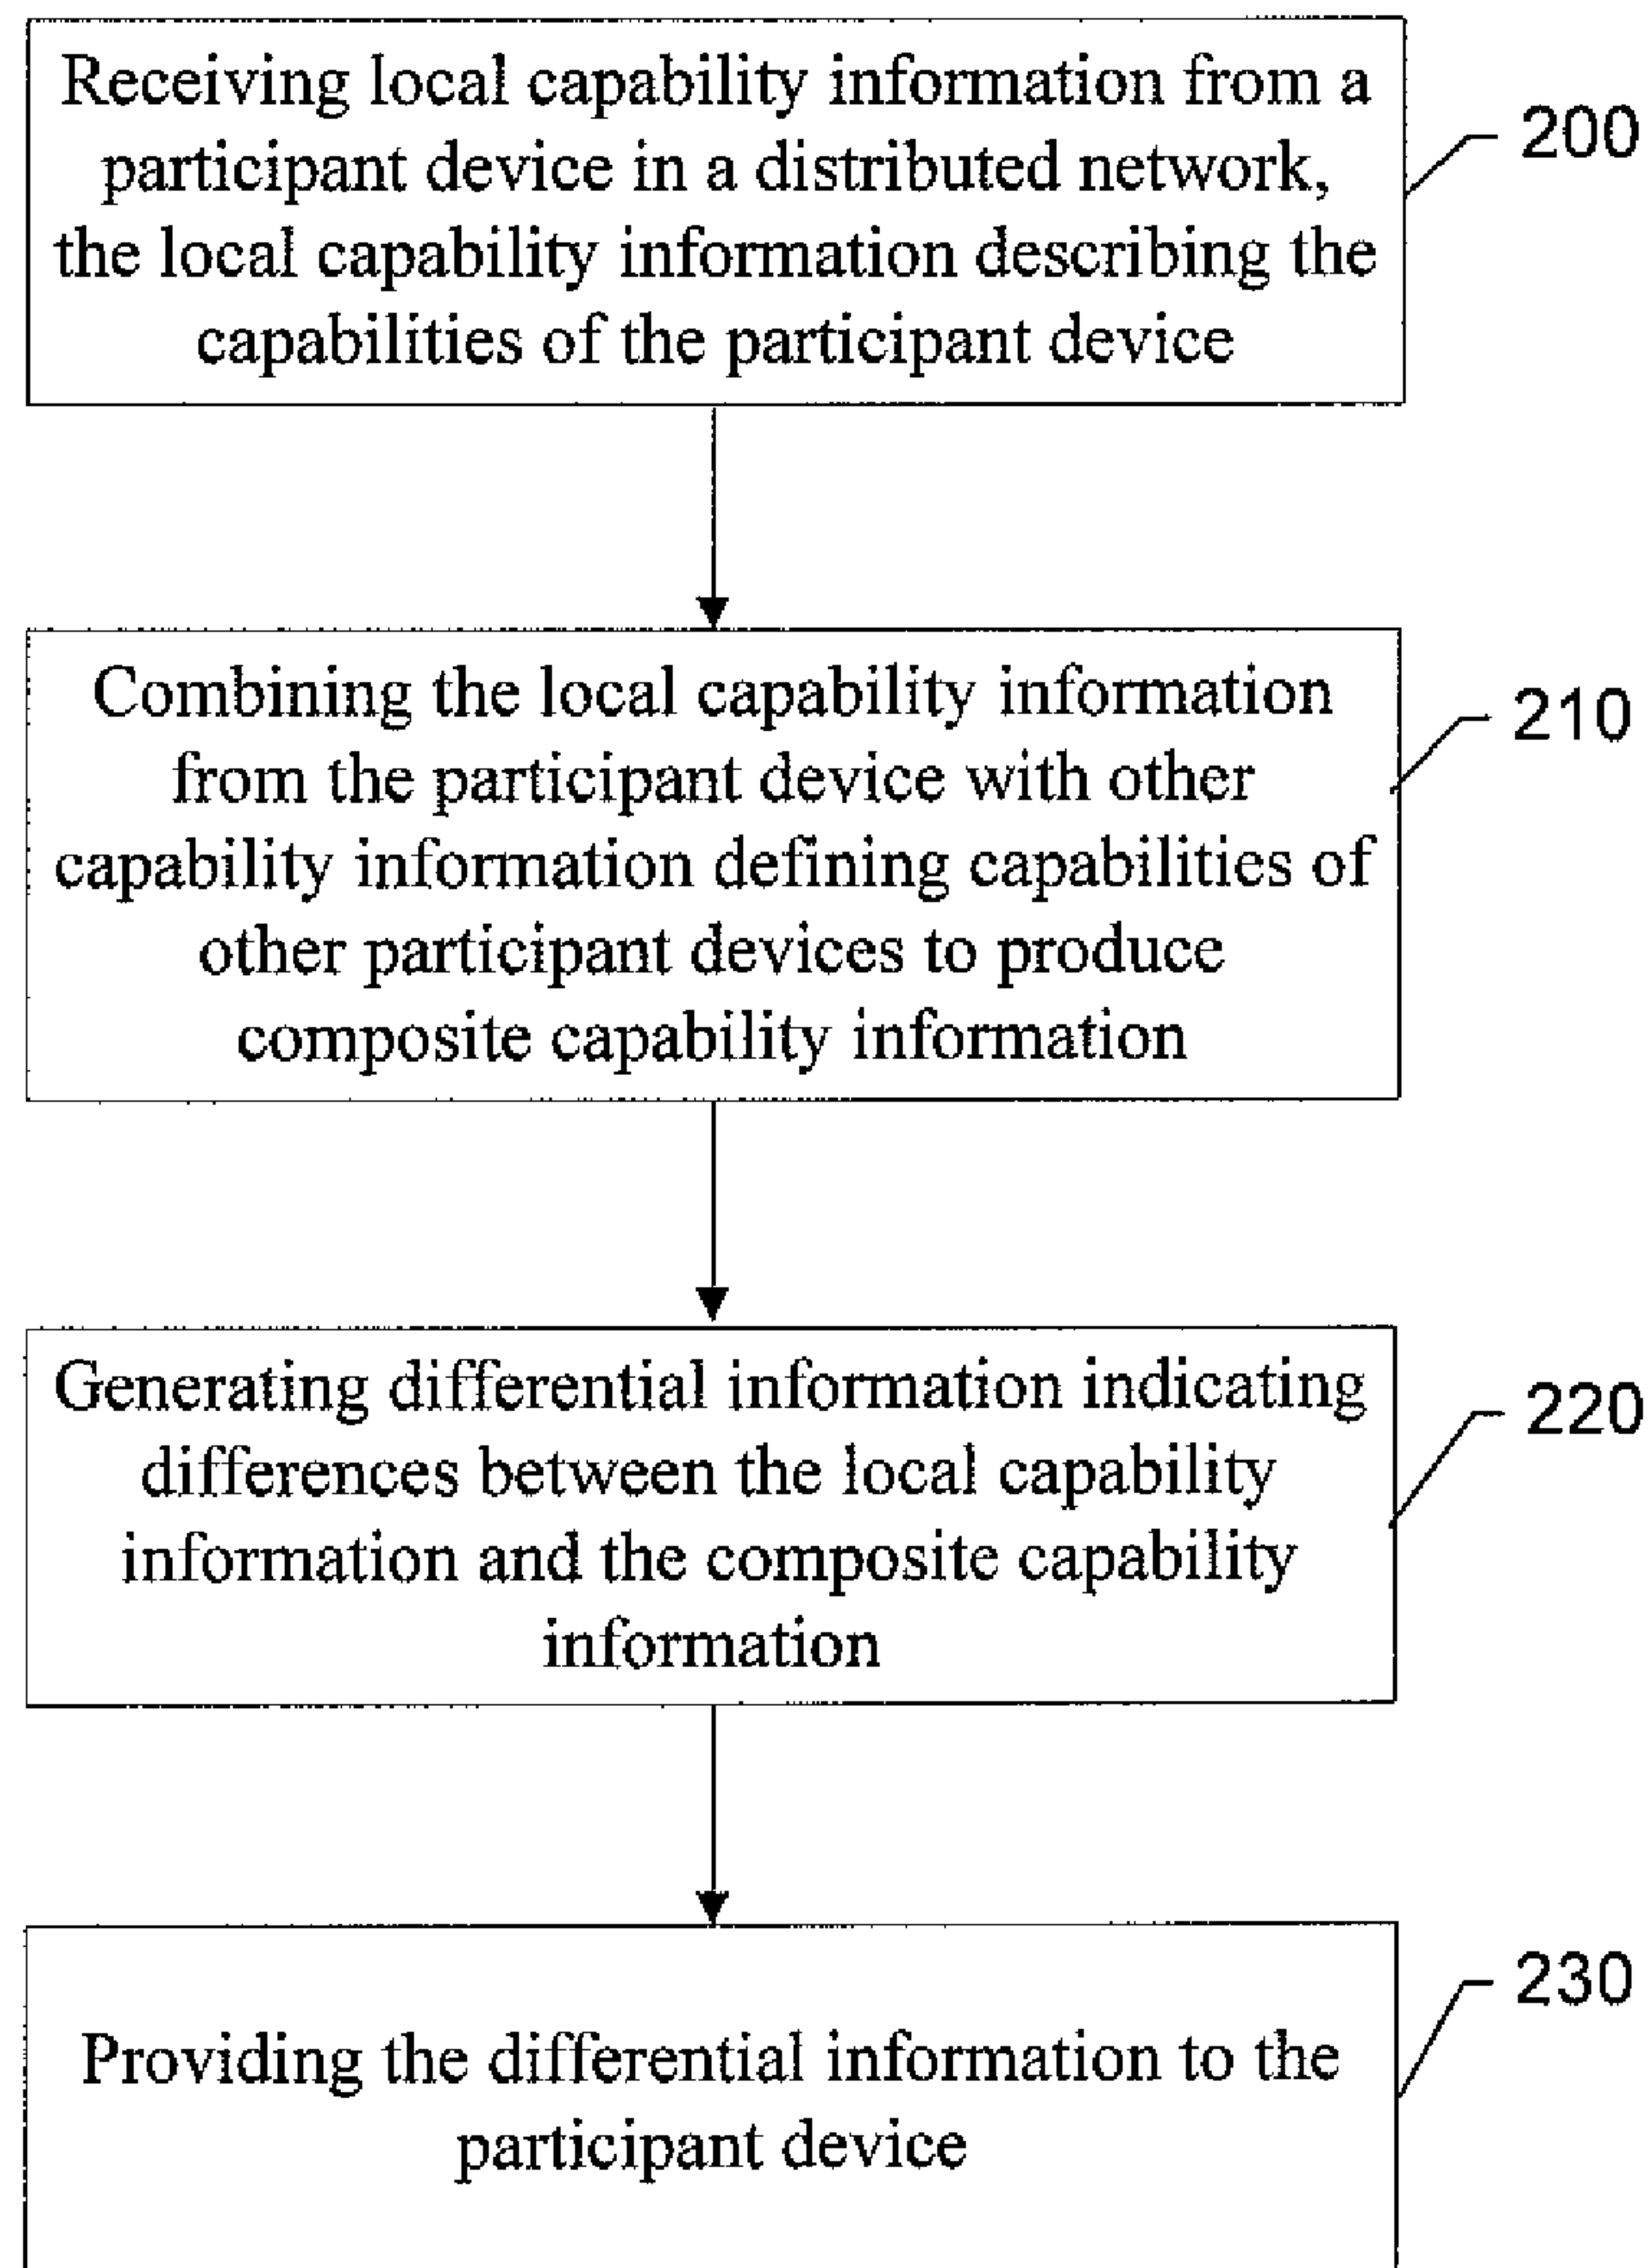 Receiving local capability information from a
participant device in a distributed network,
the local capability information describing the
capabilities of the participant device
200
Combining the local capability information
from the participant device with other
capability information defining capabilities of
other participant devices to produce
composite capability information
210
Generating differential information indicating
differences between the local capability
information and the composite capability
information
220
Providing the differential information to the
participant device
230